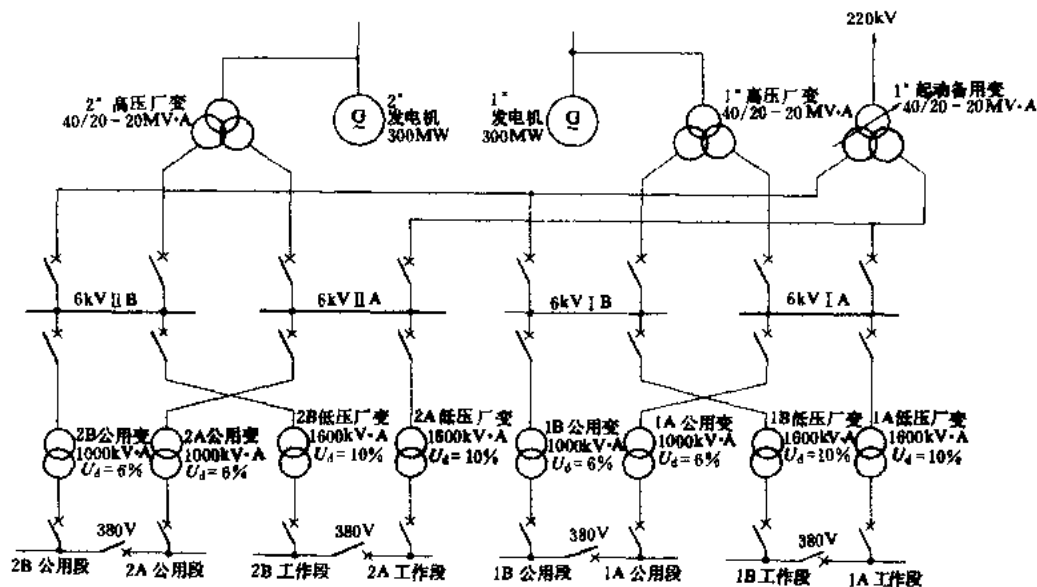 220kV
2# 高压厂变
40/20-20MV·A
2#
发电机
300MW
G
1#
发电机
300MW
G
1# 高压厂变
40/20-20MV·A
1# 起动备用变
40/20-20MV·A
6kV ⅡB
6kV ⅡA
6kV ⅠB
6kV ⅠA
2B公用变
1000kV·A
Ud=6%
2A公用变
1000kV·A
Ud=6%
2B低压厂变
1600kV·A
Ud=10%
2A低压厂变
1600kV·A
Ud=10%
1B公用变
1000kV·A
Ud=6%
1A公用变
1000kV·A
Ud=6%
1B低压厂变
1600kV·A
Ud=10%
1A低压厂变
1600kV·A
Ud=10%
380V
380V
380V
380V
2B 公用段
2A 公用段
2B 工作段
2A 工作段
1B 公用段
1A 公用段
1B工作段
1A 工作段